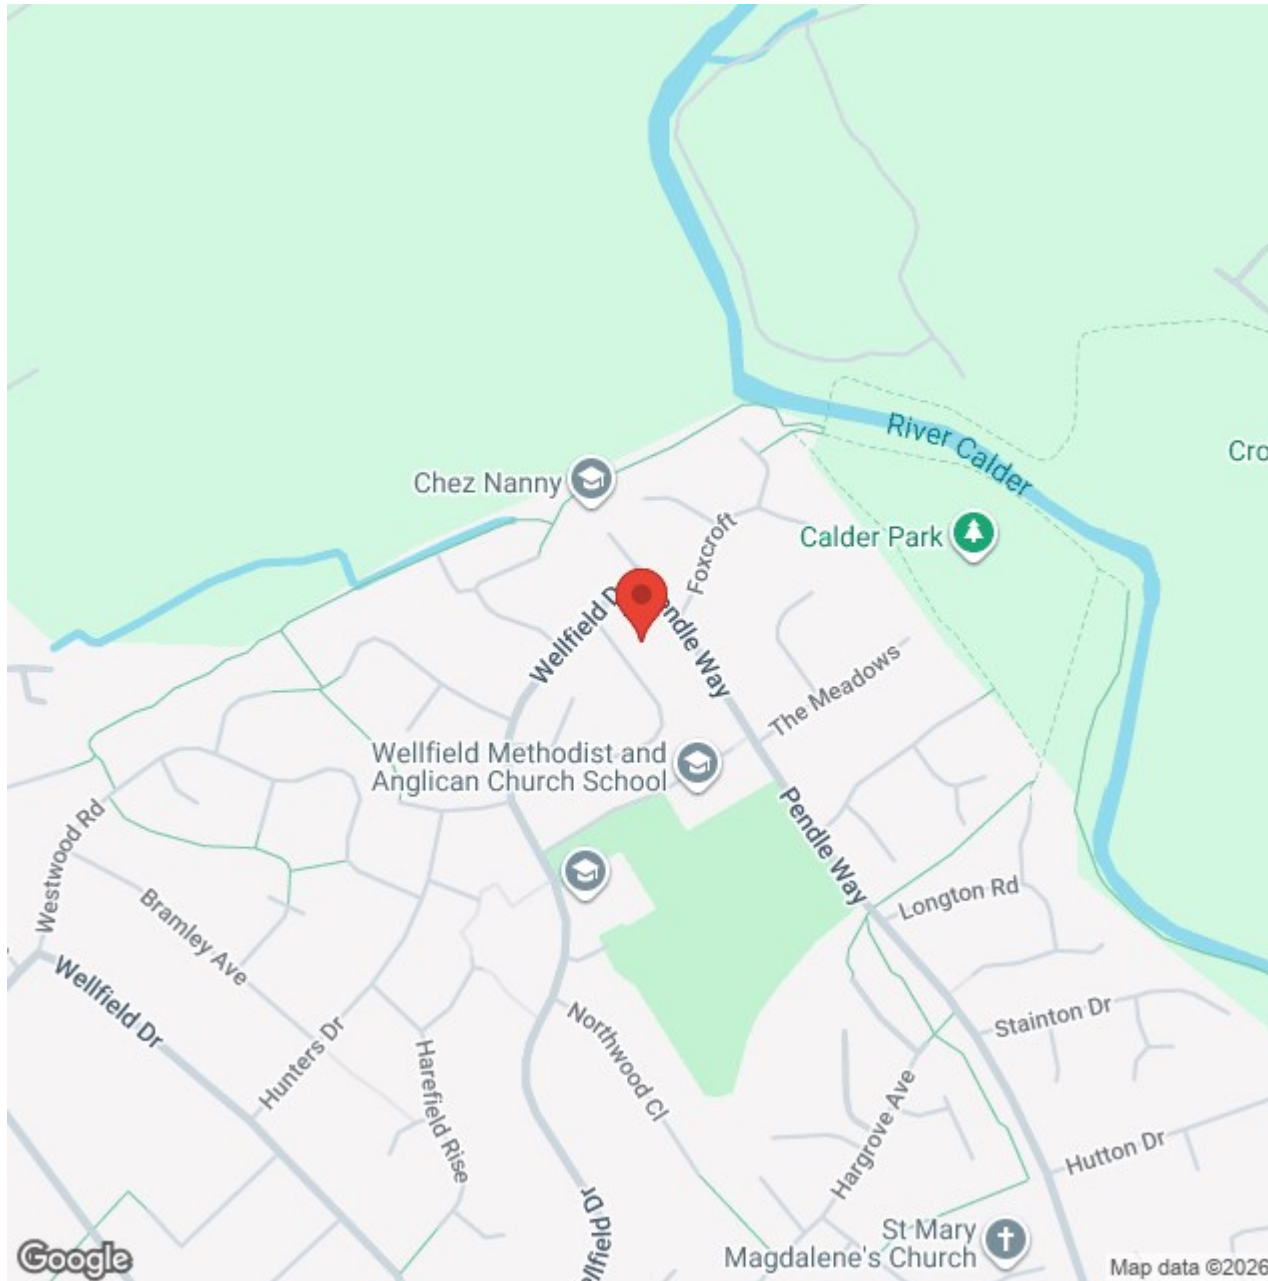 River Calder
Cro
Chez Nanny
Calder Park
Foxcroft
Wellfield D
endle Way
The Meadows
Wellfield Methodist and
Anglican Church School
Pendle Way
Westwood Rd
Longton Rd
Bramley Ave
Wellfield Dr
Northwood Cl
Stainton Dr
Hunters Dr
Harefield Rise
Hargrove Ave
Hutton Dr
llfield Dr
St Mary
Magdalene's Church
Google
Map data ©2026